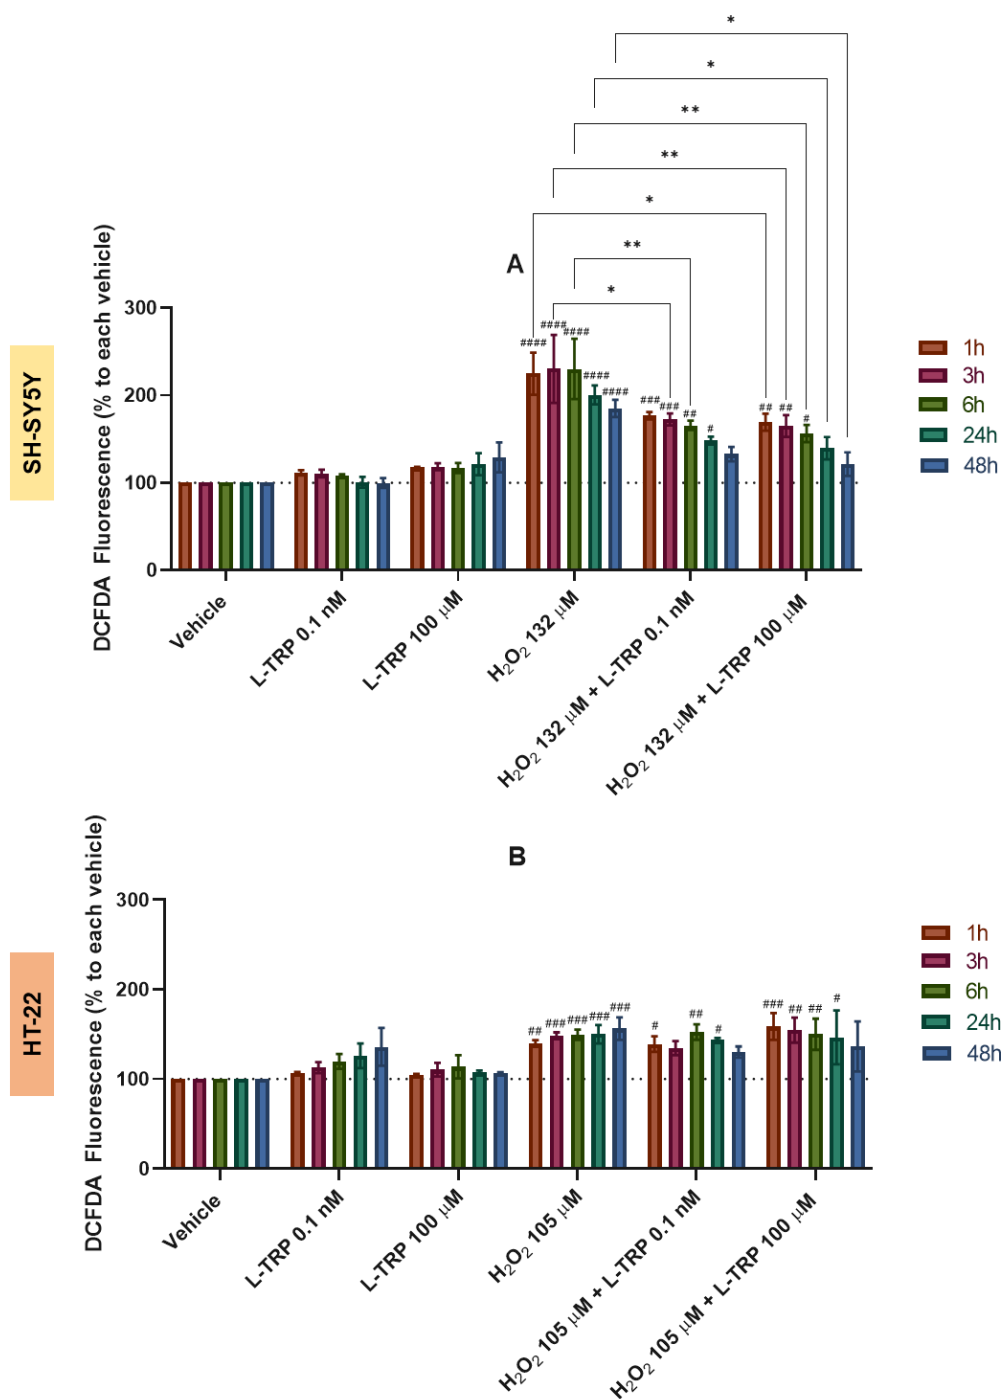 *
*
**
**
*
**
*
A
SH-SY5Y
DCFDA Fluorescence (% to each vehicle)
300
200
100
0
####
####
####
####
####
###
###
##
#
##
##
#
1h
3h
6h
24h
48h
Vehicle
L-TRP 0.1 nM
L-TRP 100 μM
H₂O₂ 132 μM
H₂O₂ 132 μM + L-TRP 0.1 nM
H₂O₂ 132 μM + L-TRP 100 μM
B
HT-22
DCFDA Fluorescence (% to each vehicle)
300
200
100
0
##
###
###
###
###
#
##
#
###
##
##
#
1h
3h
6h
24h
48h
Vehicle
L-TRP 0.1 nM
L-TRP 100 μM
H₂O₂ 105 μM
H₂O₂ 105 μM + L-TRP 0.1 nM
H₂O₂ 105 μM + L-TRP 100 μM